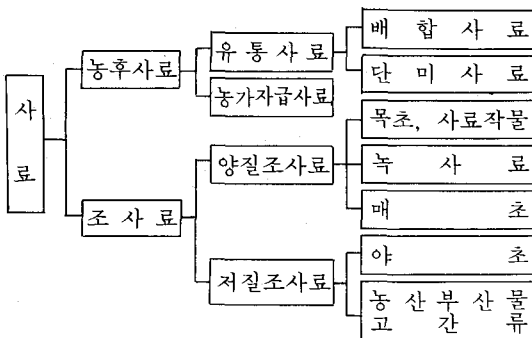 사료
농후사료
유통사료
배합사료
단미사료
농가자급사료
조사료
양질조사료
목초, 사료작물
녹사료
매초
저질조사료
야초
농산부산물
고간류